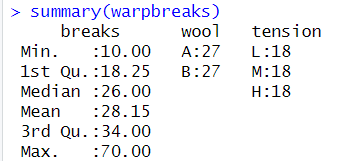 > summary(warpbreaks)
     breaks      wool   tension
 Min.   :10.00   A:27   L:18
 1st Qu.:18.25   B:27   M:18
 Median :26.00          H:18
 Mean   :28.15
 3rd Qu.:34.00
 Max.   :70.00